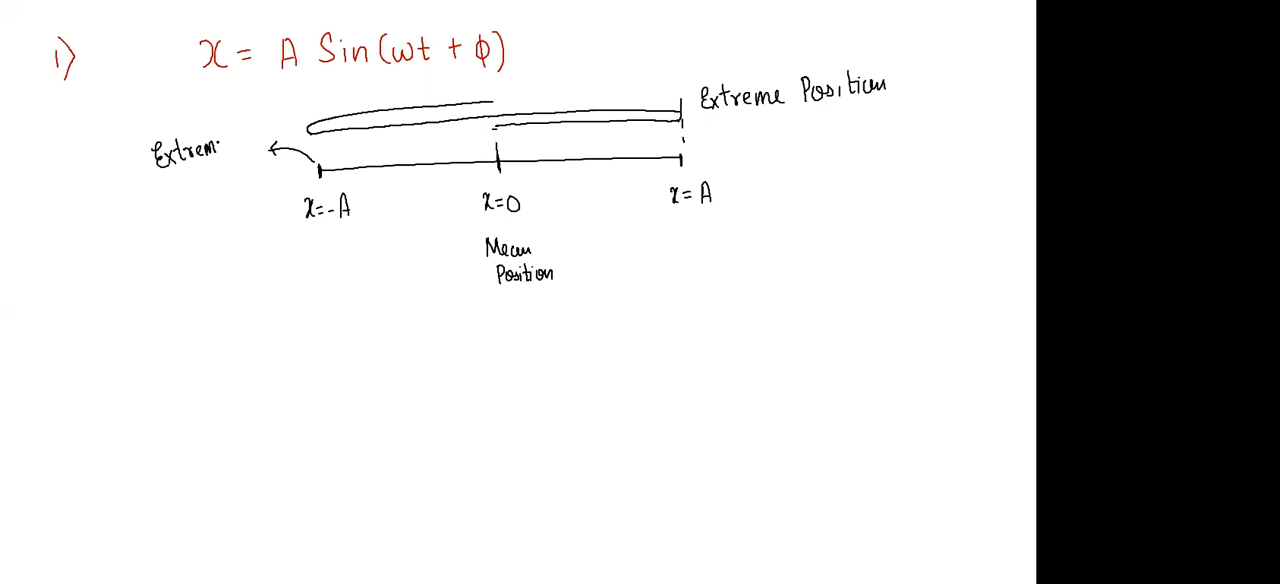 1) x = A Sin(ωt + ϕ)
Extreme Position
Extrem.
x=-A x=0 x=A
Mean
Position